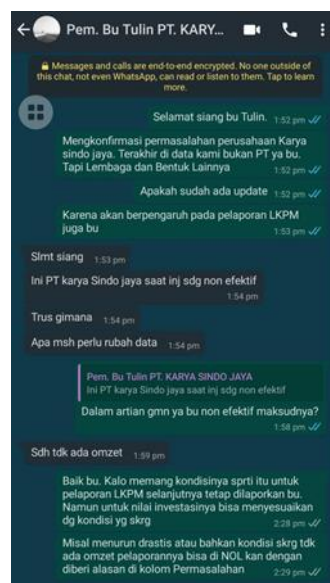 Pem. Bu Tulin PT. KARY...
Messages and calls are end-to-end encrypted. No one outside of
this chat, not even WhatsApp, can read or listen to them. Tap to learn
more.
Selamat siang bu Tulin. 1:52 pm
Mengkonfirmasi permasalahan perusahaan Karya
sindo jaya. Terakhir di data kami bukan PT ya bu.
Tapi Lembaga dan Bentuk Lainnya 1:52 pm
Apakah sudah ada update 1:52 pm
Karena akan berpengaruh pada pelaporan LKPM
juga bu 1:53 pm
Slmt siang 1:53 pm
Ini PT karya Sindo jaya saat inj sdg non efektif
1:54 pm
Trus gimana 1:54 pm
Apa msh perlu rubah data 1:54 pm
Pem. Bu Tulin PT. KARYA SINDO JAYA
Ini PT karya Sindo jaya saat inj sdg non efektif
Dalam artian gmn ya bu non efektif maksudnya?
1:58 pm
Sdh tdk ada omzet 1:59 pm
Baik bu. Kalo memang kondisinya sprti itu untuk
pelaporan LKPM selanjutnya tetap dilaporkan bu.
Namun untuk nilai investasinya bisa menyesuaikan
dg kondisi yg skrg 2:28 pm
Misal menurun drastis atau bahkan kondisi skrg tdk
ada omzet pelaporannya bisa di NOL kan dengan
diberi alasan di kolom Permasalahan 2:29 pm